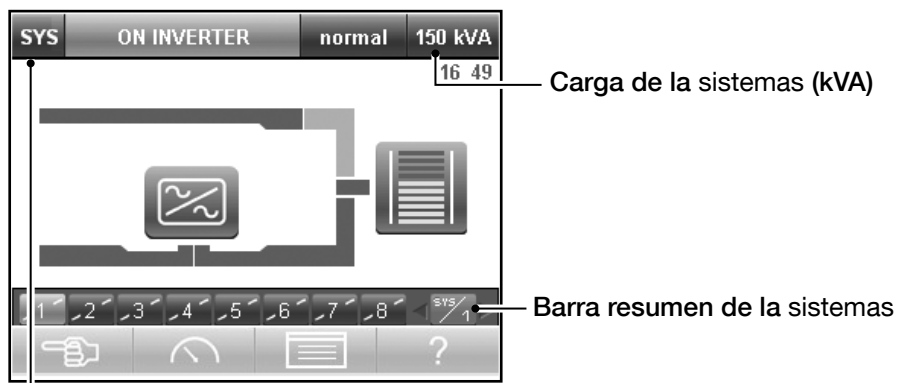 SYS ON INVERTER normal 150 kVA
16 49
Carga de la sistemas (kVA)
1 2 3 4 5 6 7 8 SYS/1
Barra resumen de la sistemas
?